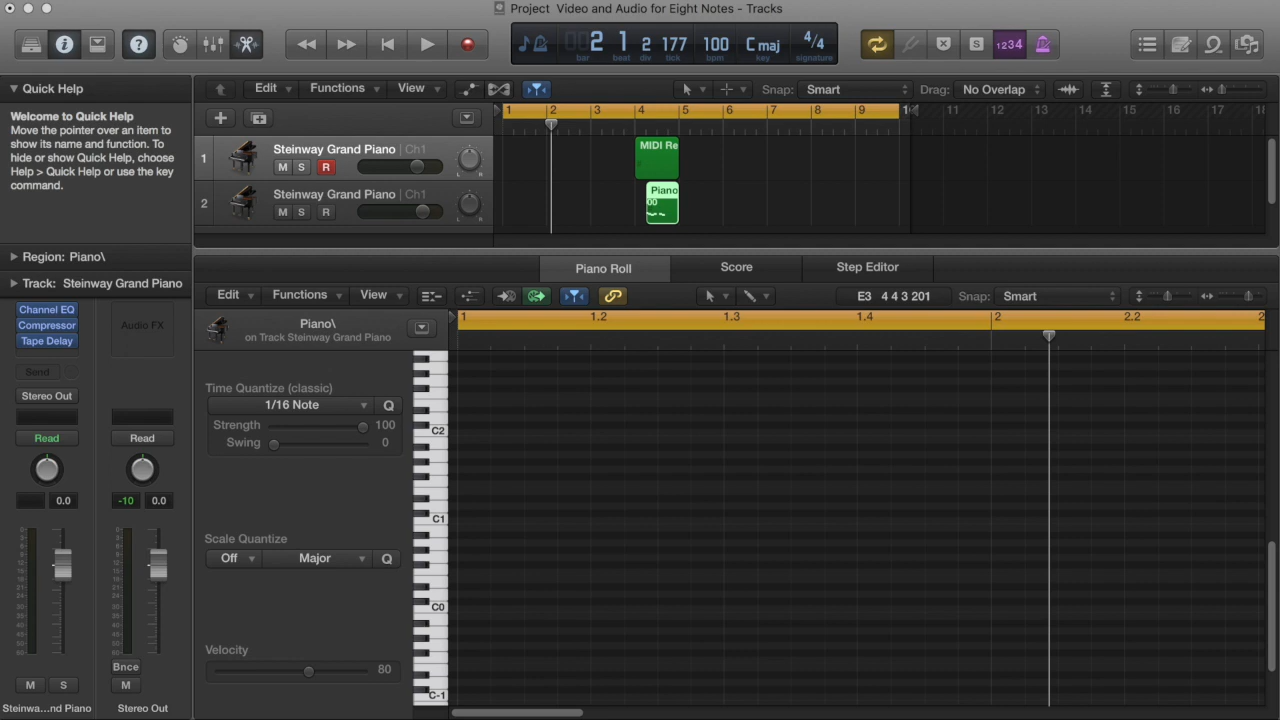 Project  Video and Audio for Eight Notes - Tracks
2 1 2 177 100 C maj 4/4
bar beat div tick bpm key signature
1234
Quick Help
Edit Functions View Snap: Smart Drag: No Overlap
Welcome to Quick Help
Move the pointer over an item to
show its name and function. To
hide or show Quick Help, choose
Help > Quick Help or use the key
command.
1 2 3 4 5 6 7 8 9 11 12 13 14 15 16 17 18
1 Steinway Grand Piano | Ch1 MIDI Re
M S R L R
2 Steinway Grand Piano | Ch1 Piano
M S R L R
Region: Piano\
Track: Steinway Grand Piano
Piano Roll Score Step Editor
Edit Functions View E3 4 4 3 201 Snap: Smart
Channel EQ
Compressor
Tape Delay
Audio FX
Send
Stereo Out
Read Read
0.0 -10 0.0
Bnce
M S M
Steinwa...nd Piano Stereo Out
Piano\
on Track Steinway Grand Piano
1 1.2 1.3 1.4 2 2.2 2
Time Quantize (classic)
1/16 Note Q
Strength 100
Swing 0
Scale Quantize
Off Major Q
Velocity
80
C2
C1
C0
C-1